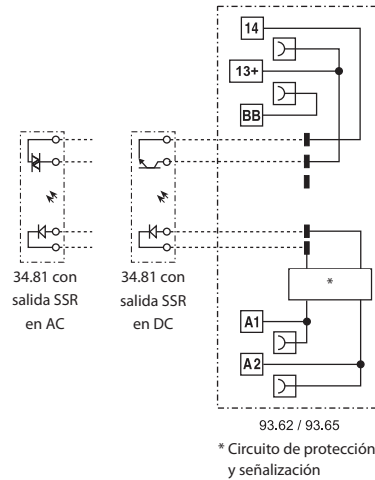 14
13+
BB
34.81 con
salida SSR
en AC
34.81 con
salida SSR
en DC
*
A1
A2
93.62 / 93.65
* Circuito de protección
y señalización